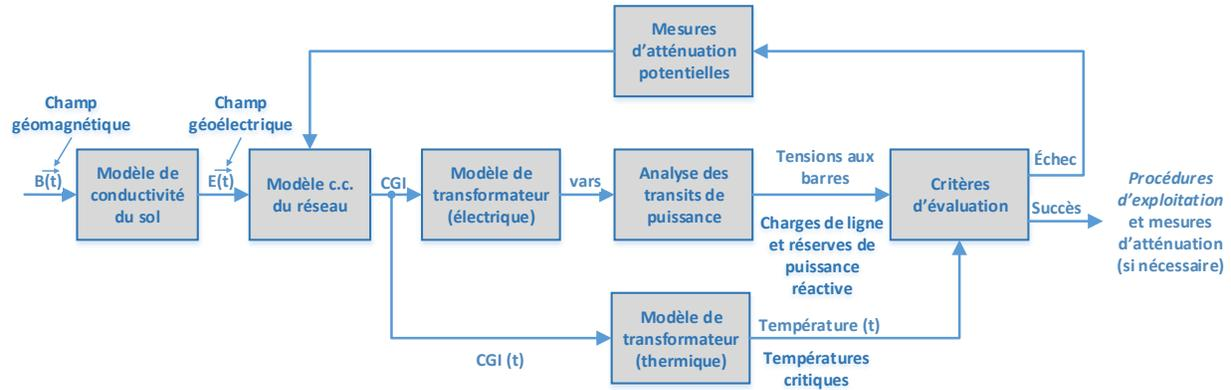 Mesures
d'atténuation
potentielles
Champ
géomagnétique
Champ
géoélectrique
B(t)
Modèle de
conductivité
du sol
E(t)
Modèle c.c.
du réseau
CGI
Modèle de
transformateur
(électrique)
vars
Analyse des
transits de
puissance
Tensions aux
barres
Charges de ligne
et réserves de
puissance
réactive
Critères
d'évaluation
Échec
Succès
Procédures
d'exploitation
et mesures
d'atténuation
(si nécessaire)
CGI (t)
Modèle de
transformateur
(thermique)
Température (t)
Températures
critiques